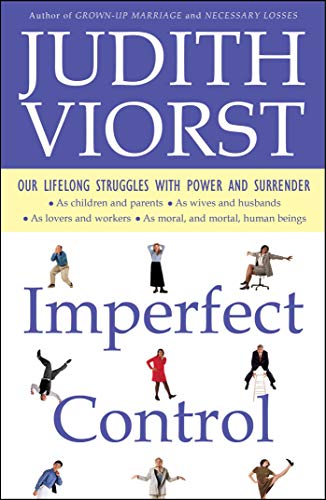 Author of GROWN-UP MARRIAGE and NECESSARY LOSSES
JUDITH
VIORST
OUR LIFELONG STRUGGLES WITH POWER AND SURRENDER
• As children and parents • As wives and husbands
• As lovers and workers • As moral, and mortal, human beings
Imperfect
Control